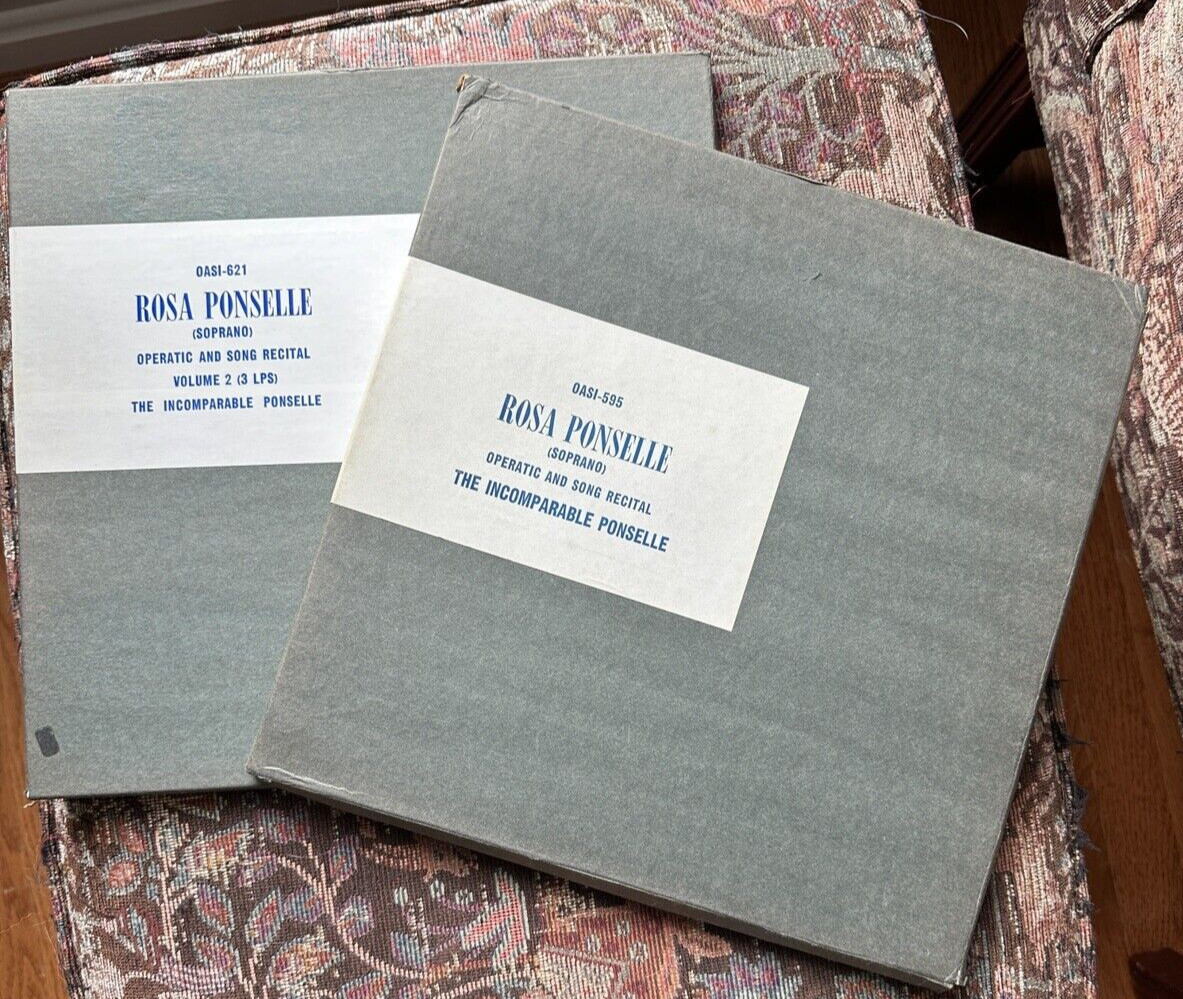 OASI-621
ROSA PONSELLE
(SOPRANO)
OPERATIC AND SONG RECITAL
VOLUME 2 (3 LPS)
THE INCOMPARABLE PONSELLE
OASI-595
ROSA PONSELLE
(SOPRANO)
OPERATIC AND SONG RECITAL
THE INCOMPARABLE PONSELLE